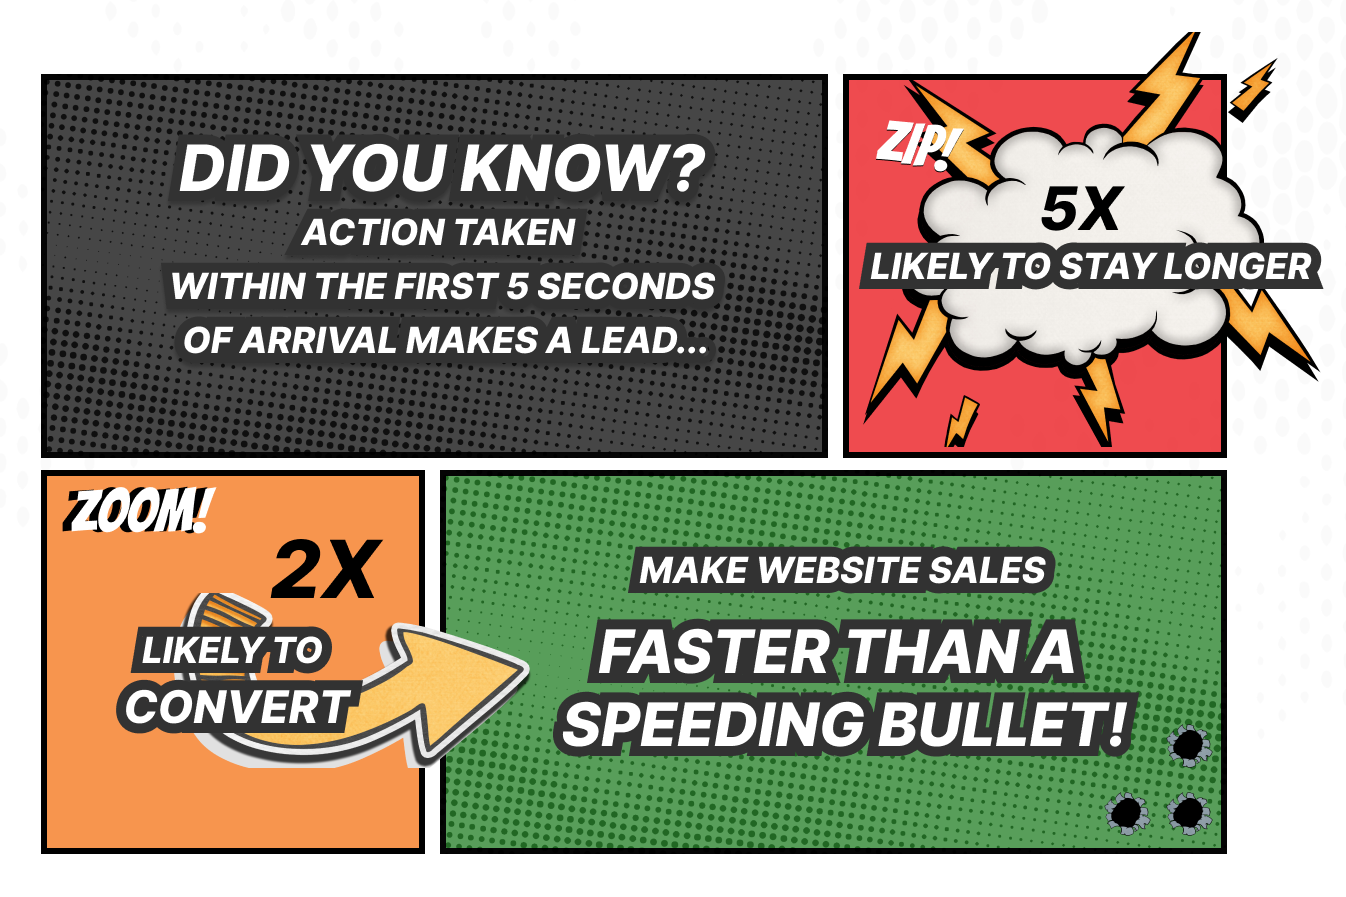 DID YOU KNOW?
ACTION TAKEN
WITHIN THE FIRST 5 SECONDS
OF ARRIVAL MAKES A LEAD...
ZIP!
5X
LIKELY TO STAY LONGER
ZOOM!
2X
LIKELY TO
CONVERT
MAKE WEBSITE SALES
FASTER THAN A
SPEEDING BULLET!